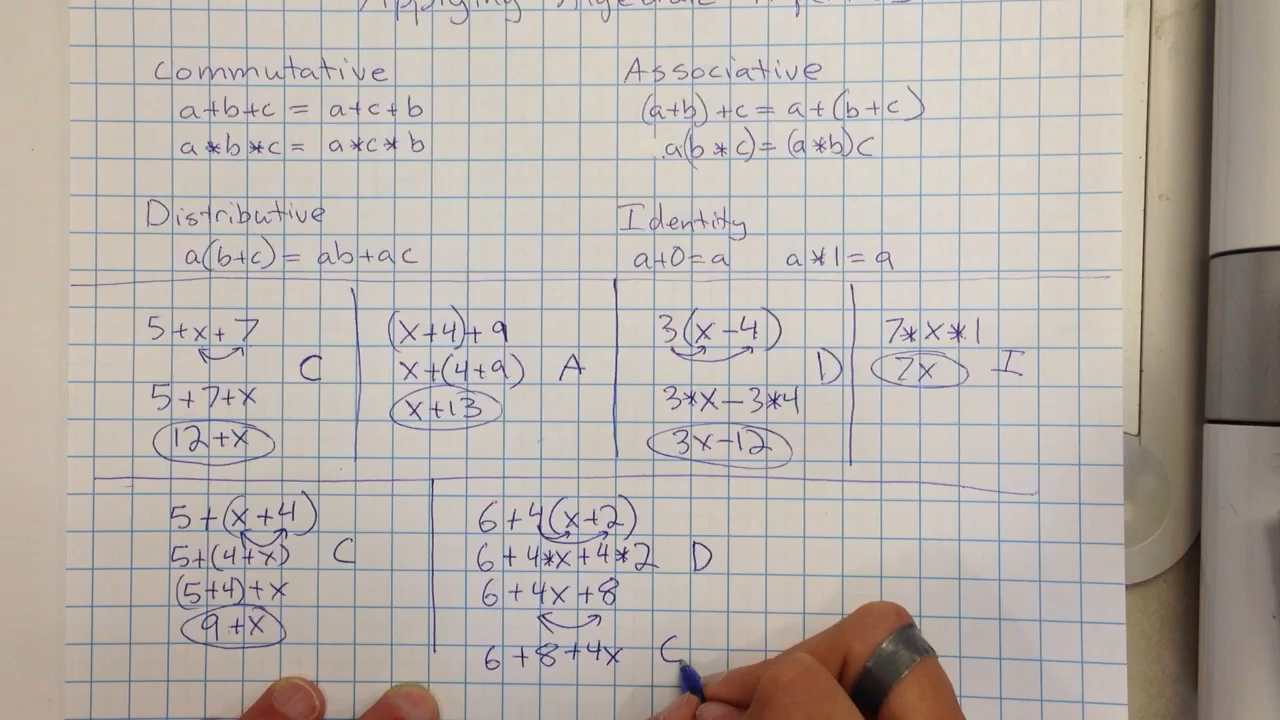 Applying Algebraic
Commutative
a+b+c = a+c+b
a*b*c = a*c*b
Associative
(a+b)+c = a+(b+c)
a(b*c)=(a*b)c
Distributive
a(b+c) = ab+ac
Identity
a+0=a a*1=a
5+x+7
C
5+7+x
12+x
(x+4)+9
x+(4+9) A
x+13
3(x-4)
D
3*x-3*4
3x-12
7*x*1
7x I
5+(x+4)
5+(4+x) C
(5+4)+x
9+x
6+4(x+2)
6+4*x+4*2 D
6+4x+8
6+8+4x C